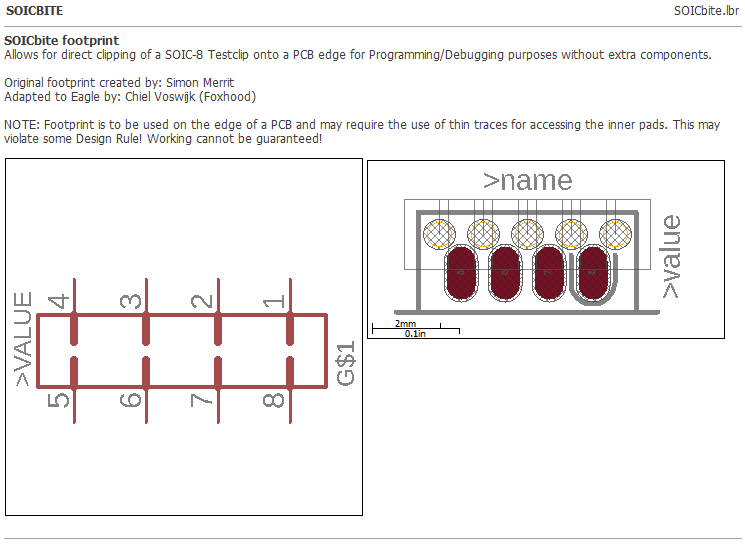 SOICBITE
SOICbite.lbr
SOICbite footprint
Allows for direct clipping of a SOIC-8 Testclip onto a PCB edge for Programming/Debugging purposes without extra components.
Original footprint created by: Simon Merrit
Adapted to Eagle by: Chiel Voswijk (Foxhood)
NOTE: Footprint is to be used on the edge of a PCB and may require the use of thin traces for accessing the inner pads. This may
violate some Design Rule! Working cannot be guaranteed!
>VALUE
4
3
2
1
5
6
7
8
G$1
>name
>value
2mm
0.1in